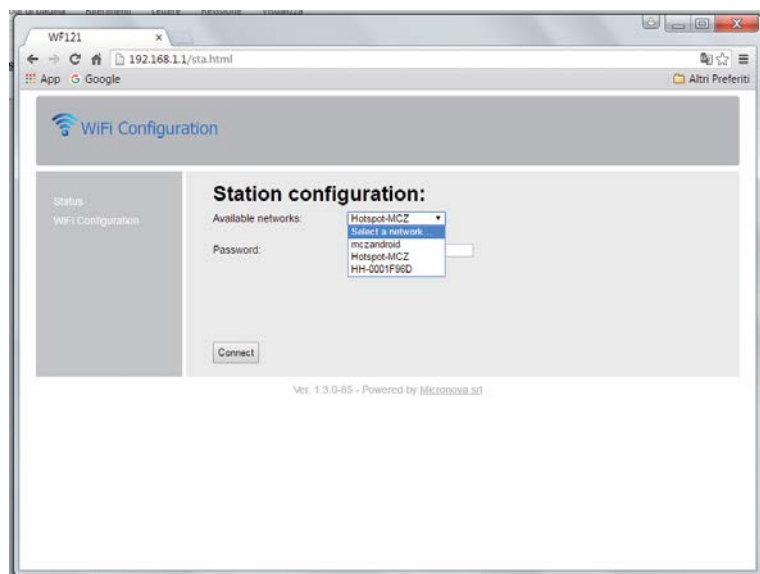 WF121
192.168.1.1/sta.html
App Google Altri Preferiti
WiFi Configuration
Station configuration:
Status
WiFi Configuration
Available networks: Hotspot-MCZ
Select a network...
mczandroid
Password:
Hotspot-MCZ
HH-0001F96D
Connect
Ver. 1.3.0-85 - Powered by Micronova srl